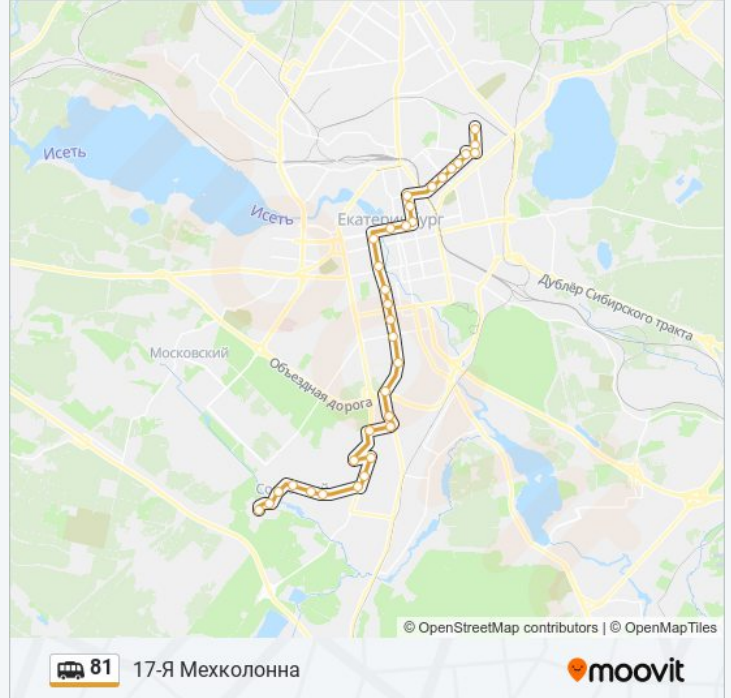 Исеть
Исеть
Екатеринбург
Дублёр Сибирского тракта
Московский
Объездная дорога
© OpenStreetMap contributors | © OpenMapTiles
81 17-Я Мехколонна
moovit